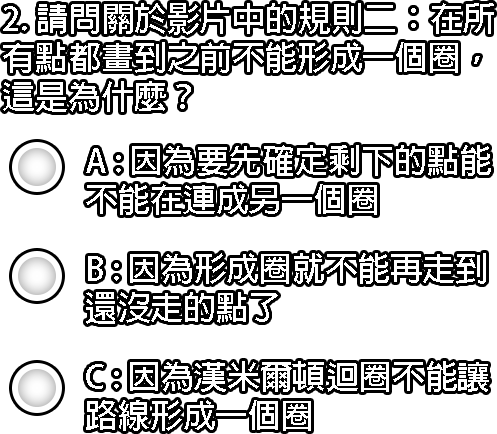 2.請問關於影片中的規則二：在所
有點都畫到之前不能形成一個圈，
這是為什麼？
A:因為要先確定剩下的點能
不能在連成另一個圈
B:因為形成圈就不能再走到
還沒走的點了
C:因為漢米爾頓迴圈不能讓
路線形成一個圈